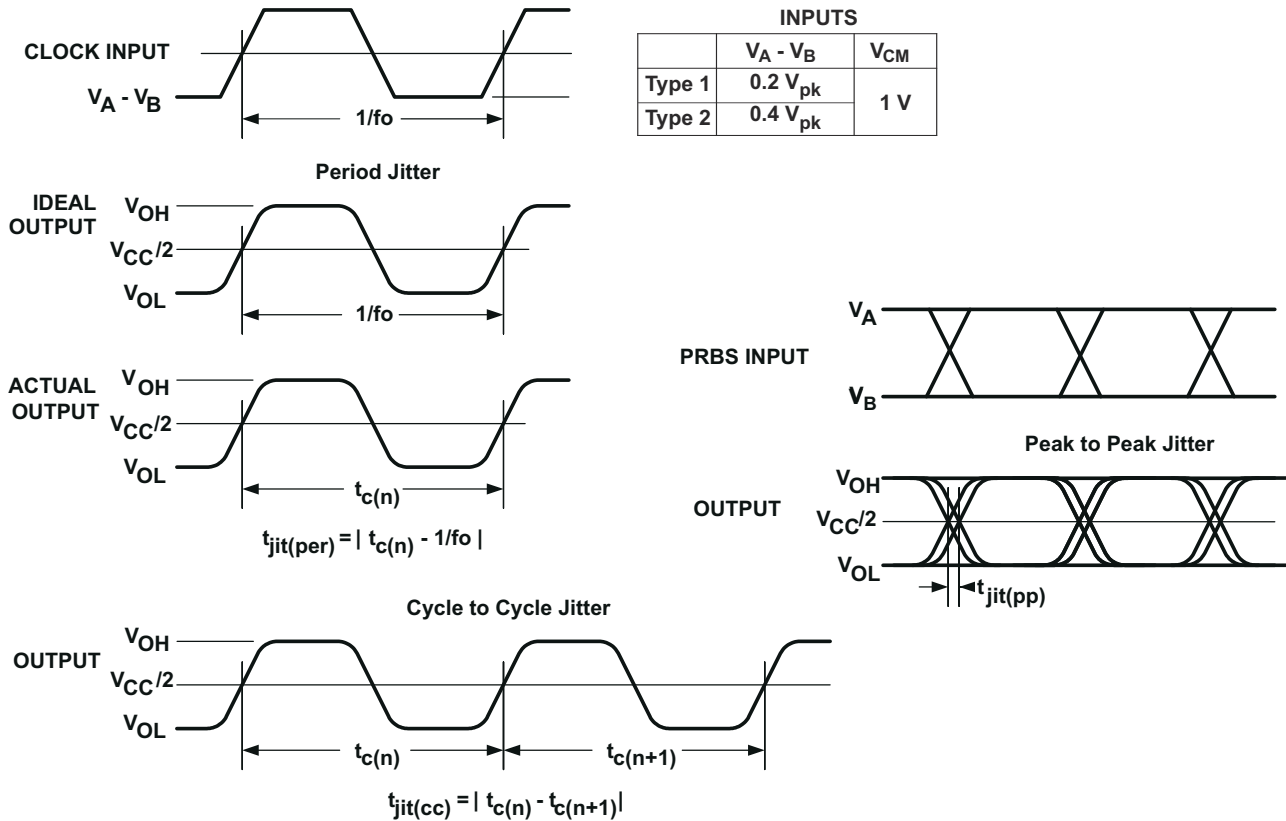 CLOCK INPUT
V_A - V_B
1/fo
INPUTS
V_A - V_B V_CM
Type 1 0.2 V_pk 1 V
Type 2 0.4 V_pk
Period Jitter
IDEAL
OUTPUT
V_OH
V_CC/2
V_OL
1/fo
ACTUAL
OUTPUT
V_OH
V_CC/2
V_OL
t_c(n)
t_jit(per) = | t_c(n) - 1/fo |
PRBS INPUT
V_A
V_B
Peak to Peak Jitter
OUTPUT
V_OH
V_CC/2
V_OL
t_jit(pp)
Cycle to Cycle Jitter
OUTPUT
V_OH
V_CC/2
V_OL
t_c(n) t_c(n+1)
t_jit(cc) = | t_c(n) - t_c(n+1) |